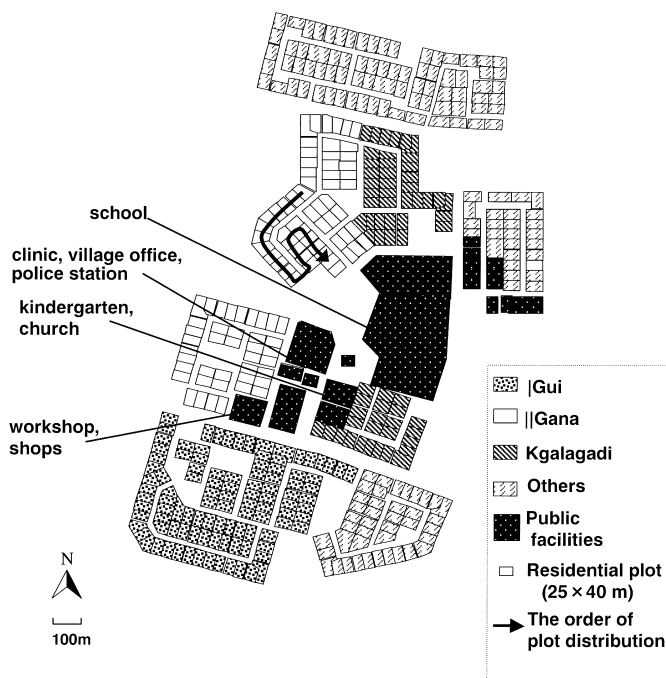 school
clinic, village office,
police station
kindergarten,
church
workshop,
shops
N
100m
|Gui
||Gana
Kgalagadi
Others
Public
facilities
Residential plot
(25 × 40 m)
The order of
plot distribution